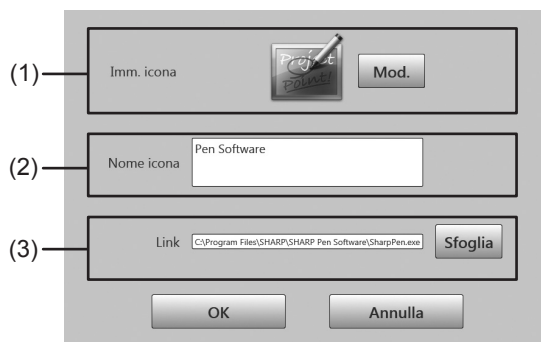 (1)
Imm. icona
Project
Point!
Mod.
(2)
Nome icona
Pen Software
(3)
Link
C:\Program Files\SHARP\SHARP Pen Software\SharpPen.exe
Sfoglia
OK
Annulla